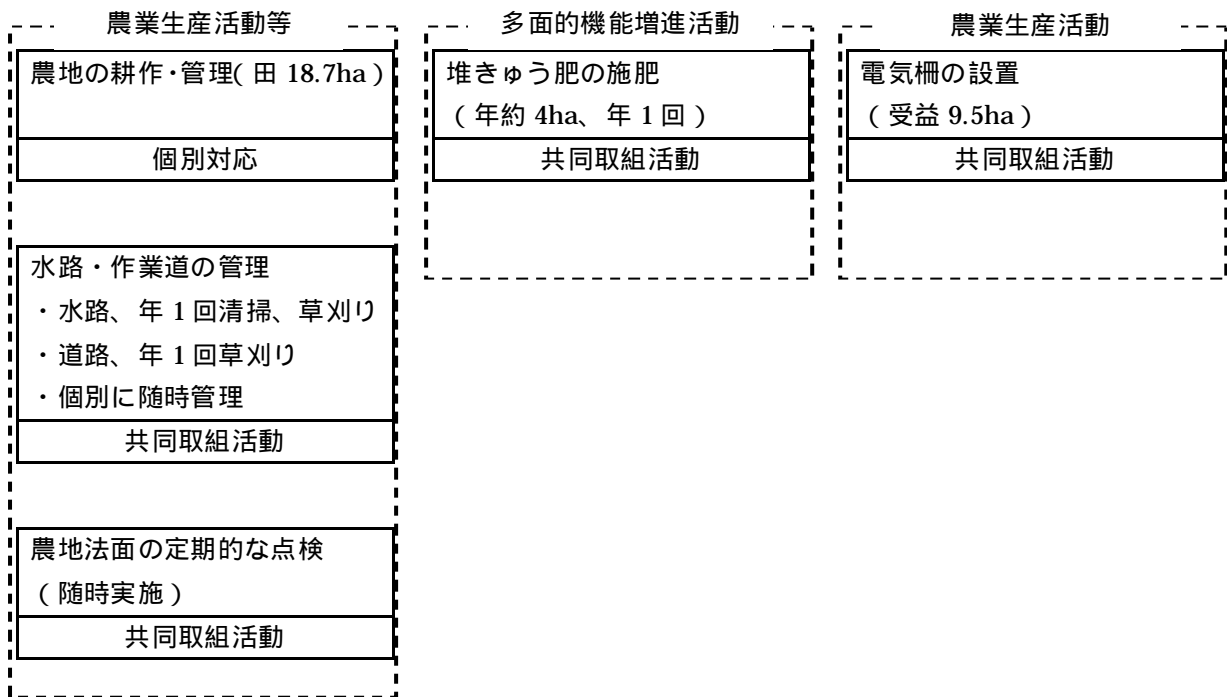 農業生産活動等
農地の耕作・管理(田 18.7ha)
個別対応
水路・作業道の管理
・水路、年 1 回清掃、草刈り
・道路、年 1 回草刈り
・個別に随時管理
共同取組活動
農地法面の定期的な点検
(随時実施)
共同取組活動
多面的機能増進活動
堆きゅう肥の施肥
(年約 4ha、年 1 回)
共同取組活動
農業生産活動
電気柵の設置
(受益 9.5ha)
共同取組活動